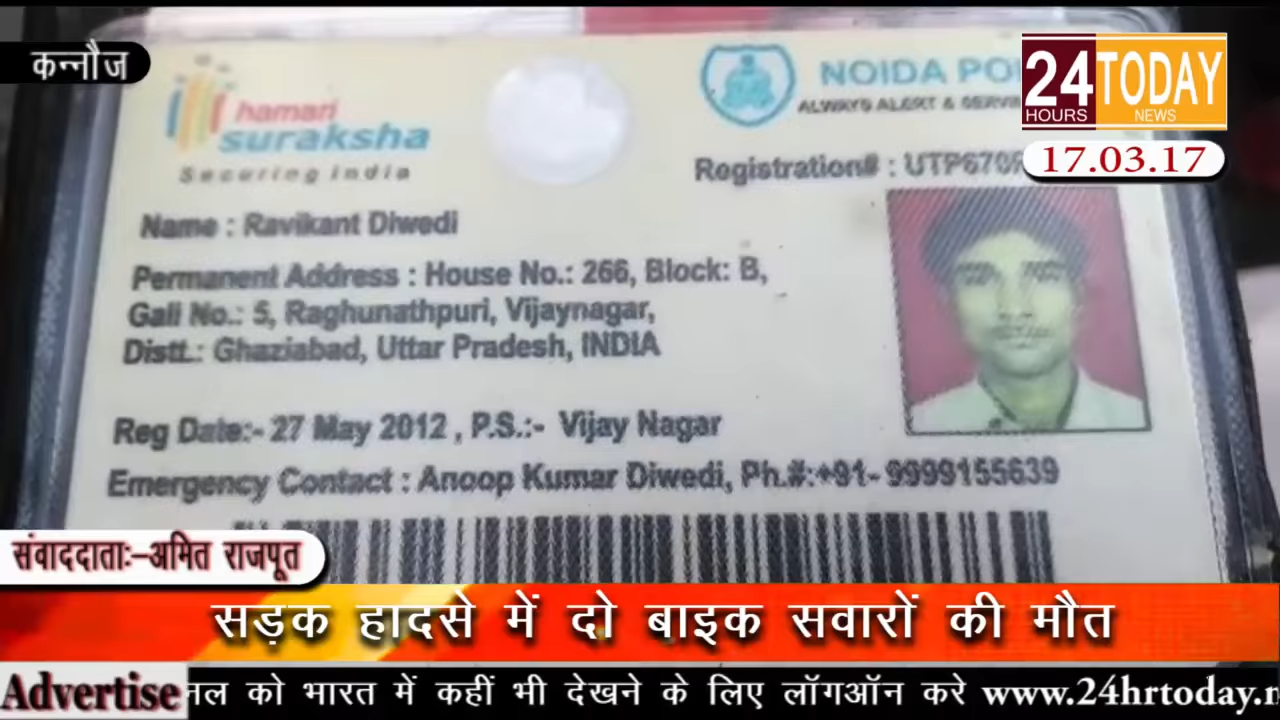 कन्नौज
hamari
suraksha
Securing India
NOIDA
ALWAYS ALERT &
24 TODAY
HOURS NEWS
17.03.17
Registration# : UTP670
Name : Ravikant Diwedi
Permanent Address : House No.: 266, Block: B,
Gali No.: 5, Raghunathpuri, Vijaynagar,
Distt.: Ghaziabad, Uttar Pradesh, INDIA
Reg Date:- 27 May 2012 , P.S.:- Vijay Nagar
Emergency Contact : Anoop Kumar Diwedi, Ph.#:+91- 9999155639
संवाददाताः–अमित राजपूत
सड़क हादसे में दो बाइक सवारों की मौत
Advertise को भारत में कहीं भी देखने के लिए लॉगऑन करे www.24hrtoday.n